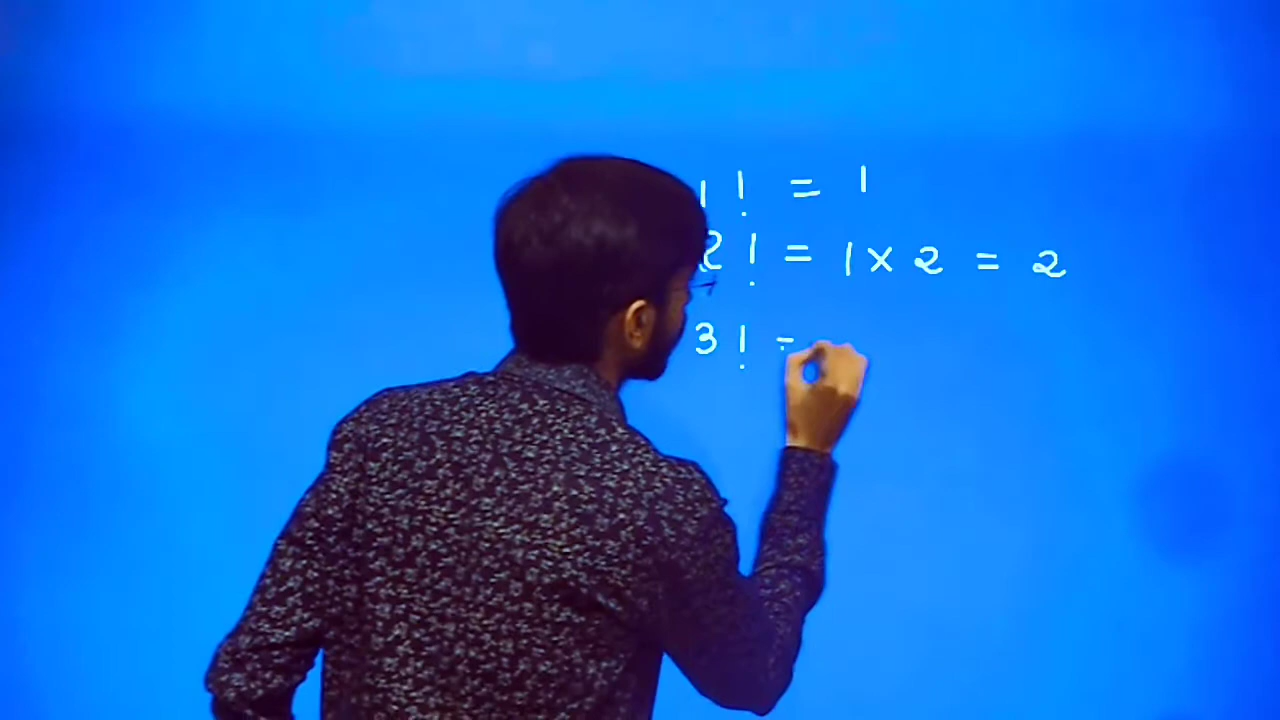 1! = 1
2! = 1 × 2 = 2
3! =